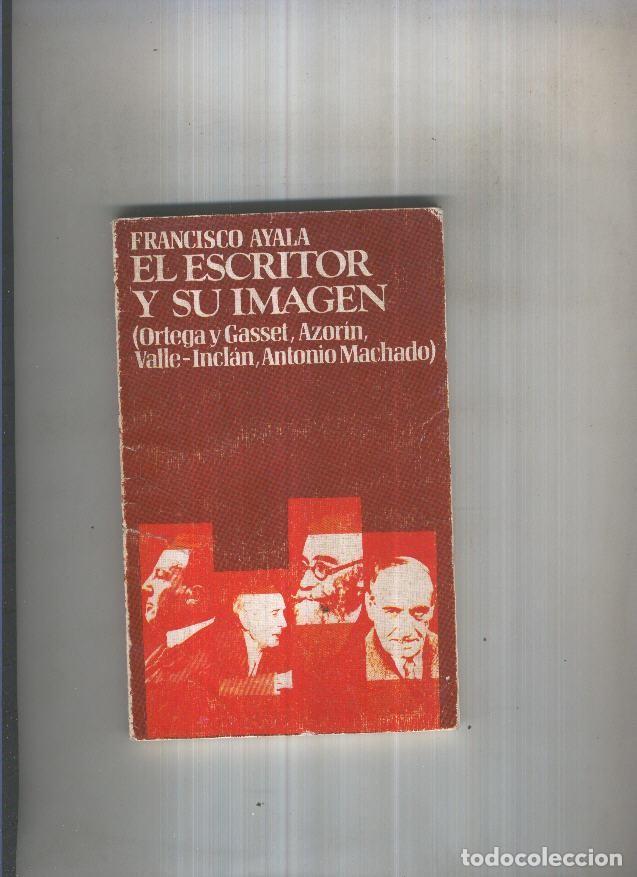 FRANCISCO AYALA
EL ESCRITOR
Y SU IMAGEN
(Ortega y Gasset, Azorín,
Valle-Inclán, Antonio Machado)
todocoleccion